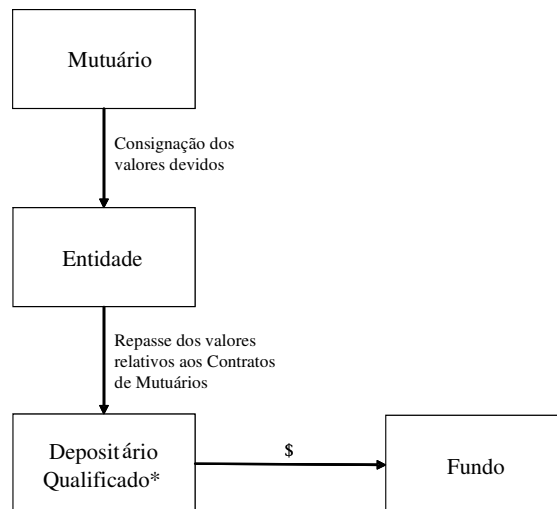 Mutuário
Consignação dos
valores devidos
Entidade
Repasse dos valores
relativos aos Contratos
de Mutuários
Depositário
Qualificado*
$
Fundo